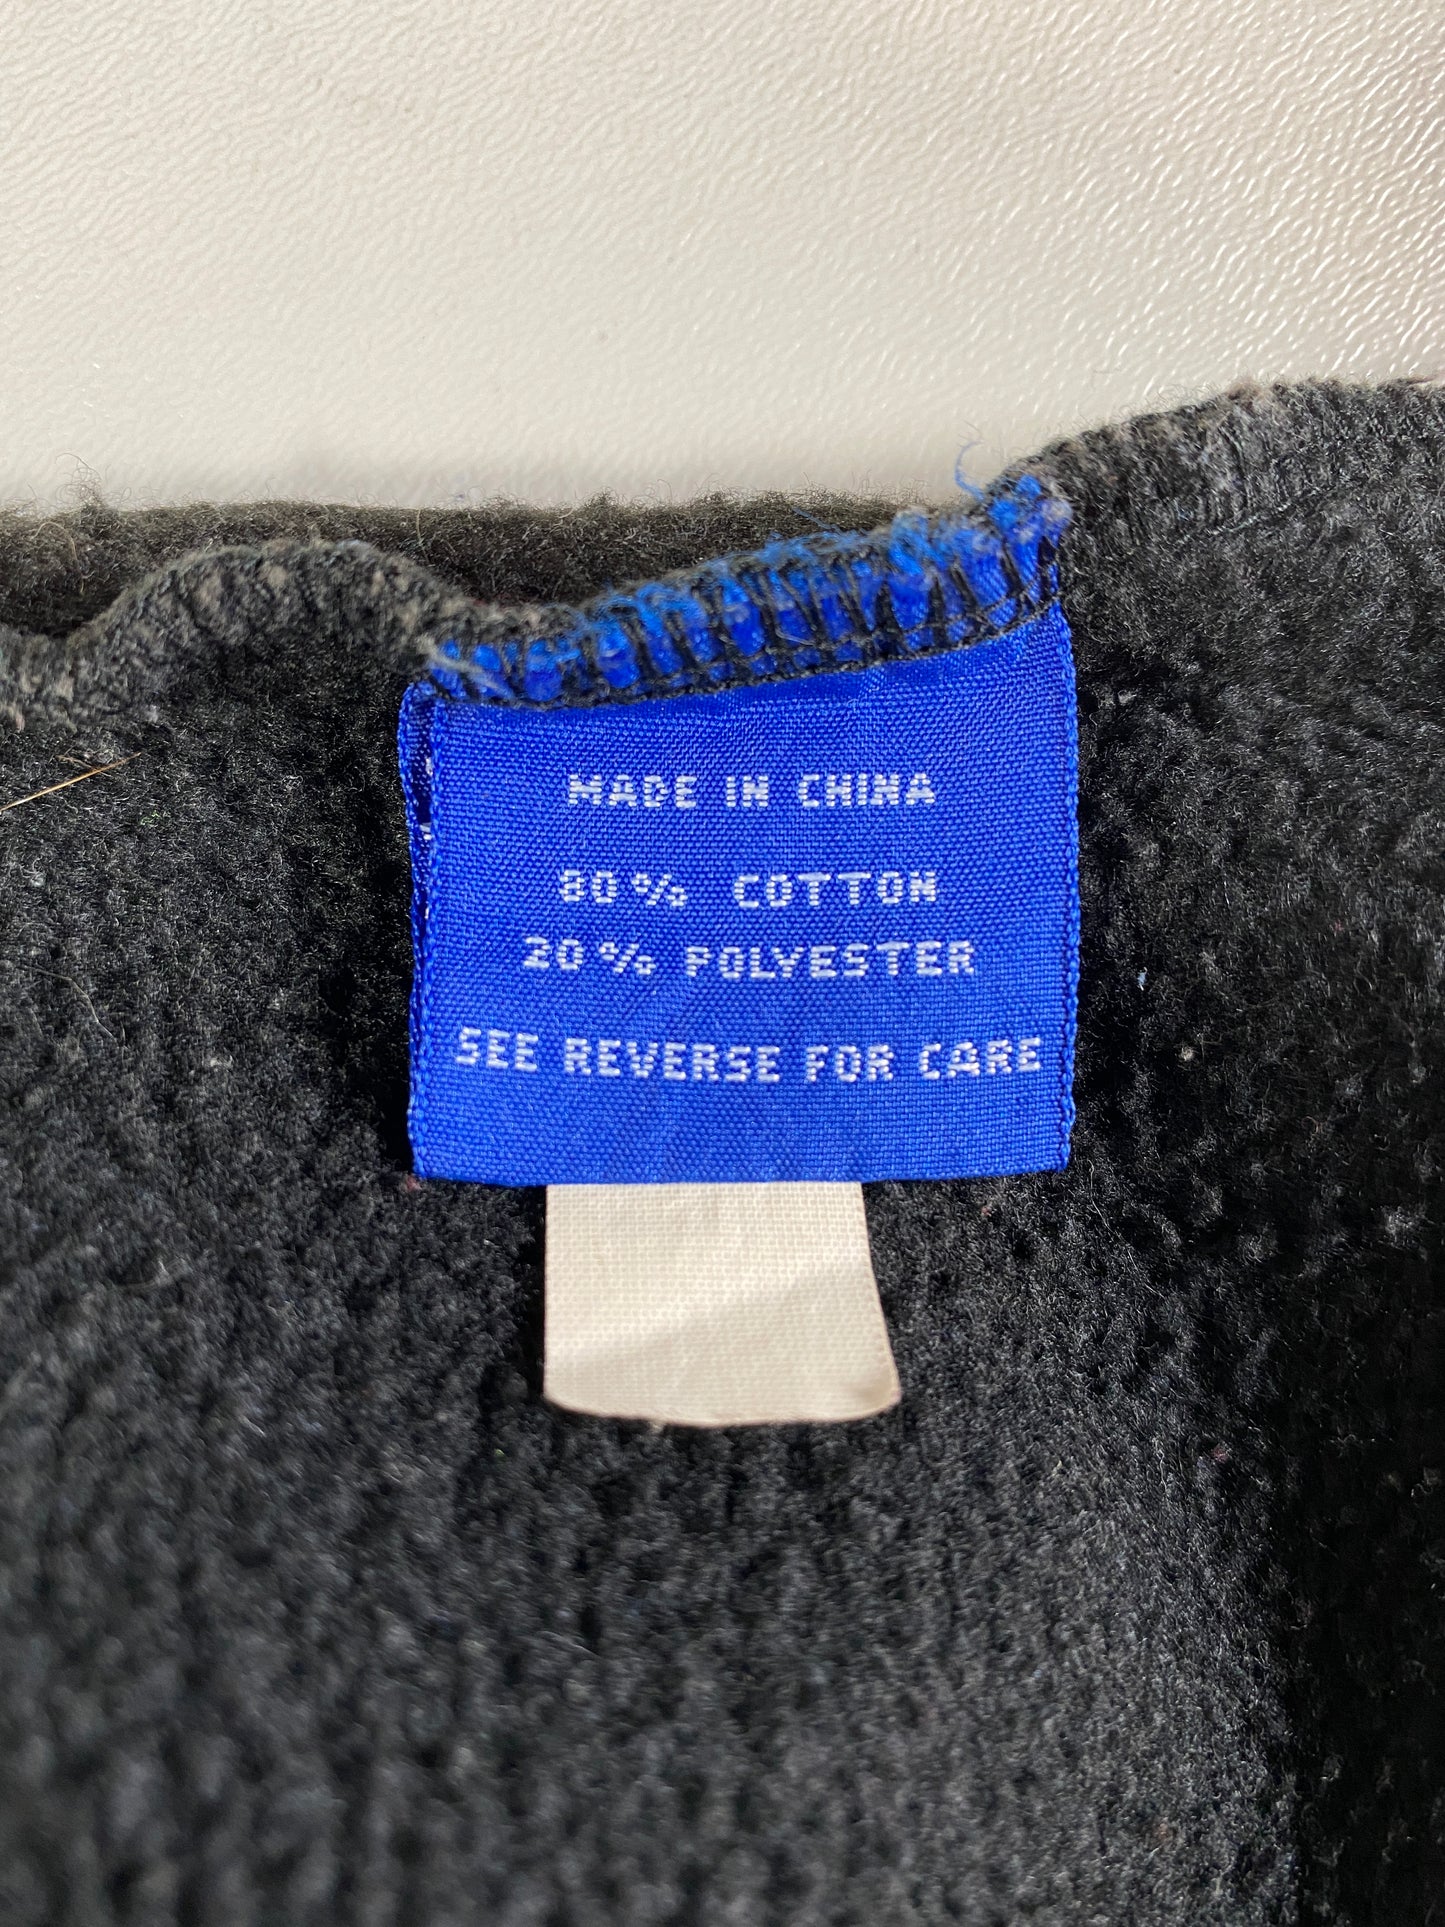 MADE IN CHINA
80% COTTON
20% POLYESTER
SEE REVERSE FOR CARE